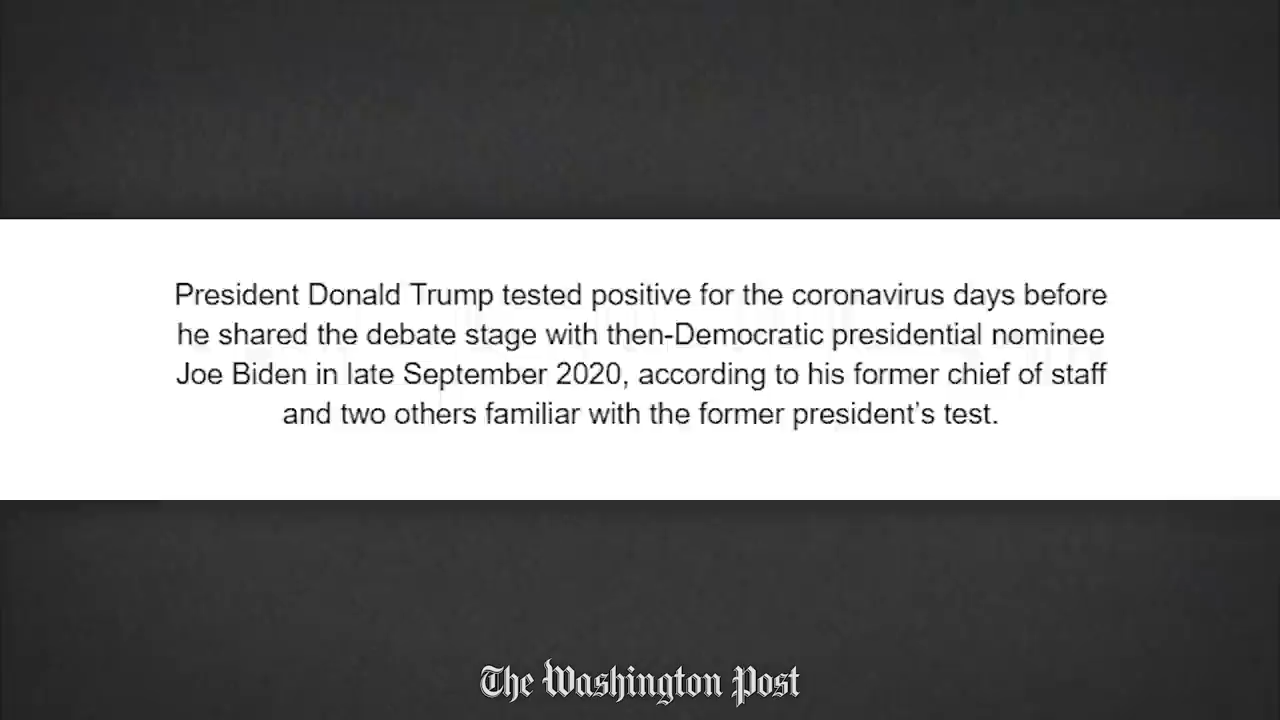 President Donald Trump tested positive for the coronavirus days before
he shared the debate stage with then-Democratic presidential nominee
Joe Biden in late September 2020, according to his former chief of staff
and two others familiar with the former president’s test.
The Washington Post